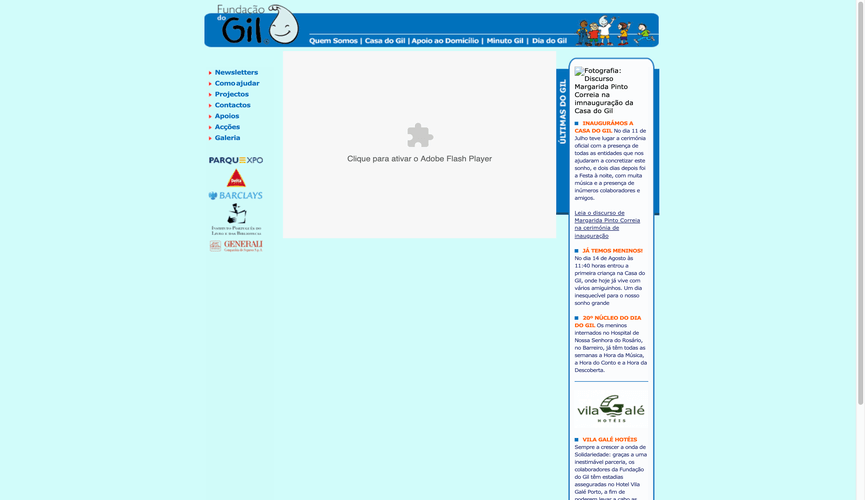 Fundação
do
Gil
Quem Somos | Casa do Gil | Apoio ao Domicílio | Minuto Gil | Dia do Gil
Newsletters
Como ajudar
Projectos
Contactos
Apoios
Acções
Galeria
PARQUE EXPO
Delta
BARCLAYS
Instituto Português do
Livro e das Bibliotecas
GENERALI
Clique para ativar o Adobe Flash Player
ÚLTIMAS DO GIL
Fotografia:
Discurso
Margarida Pinto
Correia na
imnauguração da
Casa do Gil
INAUGURÁMOS A
CASA DO GIL No dia 11 de
Julho teve lugar a cerimónia
oficial com a presença de
todas as entidades que nos
ajudaram a concretizar este
sonho, e dois dias depois foi
a Festa à noite, com muita
música e a presença de
inúmeros colaboradores e
amigos.
Leia o discurso de
Margarida Pinto Correia
na cerimónia de
inauguração
JÁ TEMOS MENINOS!
No dia 14 de Agosto às
11:40 horas entrou a
primeira criança na Casa do
Gil, onde hoje já vive com
vários amiguinhos. Um dia
inesquecível para o nosso
sonho grande
20º NÚCLEO DO DIA
DO GIL Os meninos
internados no Hospital de
Nossa Senhora do Rosário,
no Barreiro, já têm todas as
semanas a Hora da Música,
a Hora do Conto e a Hora da
Descoberta.
vila Galé
HOTÉIS
VILA GALÉ HOTÉIS
Sempre a crescer a onda de
Solidariedade: graças a uma
inestimável parceria, os
colaboradores da Fundação
do Gil têm estadias
asseguradas no Hotel Vila
Galé Porto, a fim de
poderem levar a cabo as